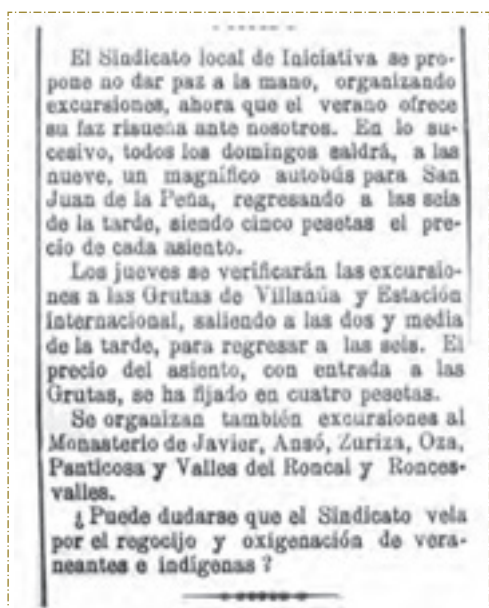 El Sindicato local de Iniciativa se pro-
pone no dar paz a la mano, organizando
excursiones, ahora que el verano ofrece
su faz risueña ante nosotros. En lo su-
cesivo, todos los domingos saldrá, a las
nueve, un magnífico autobús para San
Juan de la Peña, regresando a las seis
de la tarde, siendo cinco pesetas el pre-
cio de cada asiento.
Los jueves se verificarán las excursio-
nes a las Grutas de Villanúa y Estación
Internacional, saliendo a las dos y media
de la tarde, para regresar a las seis. El
precio del asiento, con entrada a las
Grutas, se ha fijado en cuatro pesetas.
Se organizan también excursiones al
Monasterio de Javier, Ansó, Zuriza, Oza,
Panticosa y Valles del Roncal y Ronces-
valles.
¿Puede dudarse que el Sindicato vela
por el regocijo y oxigenación de vera-
neantes e indígenas?